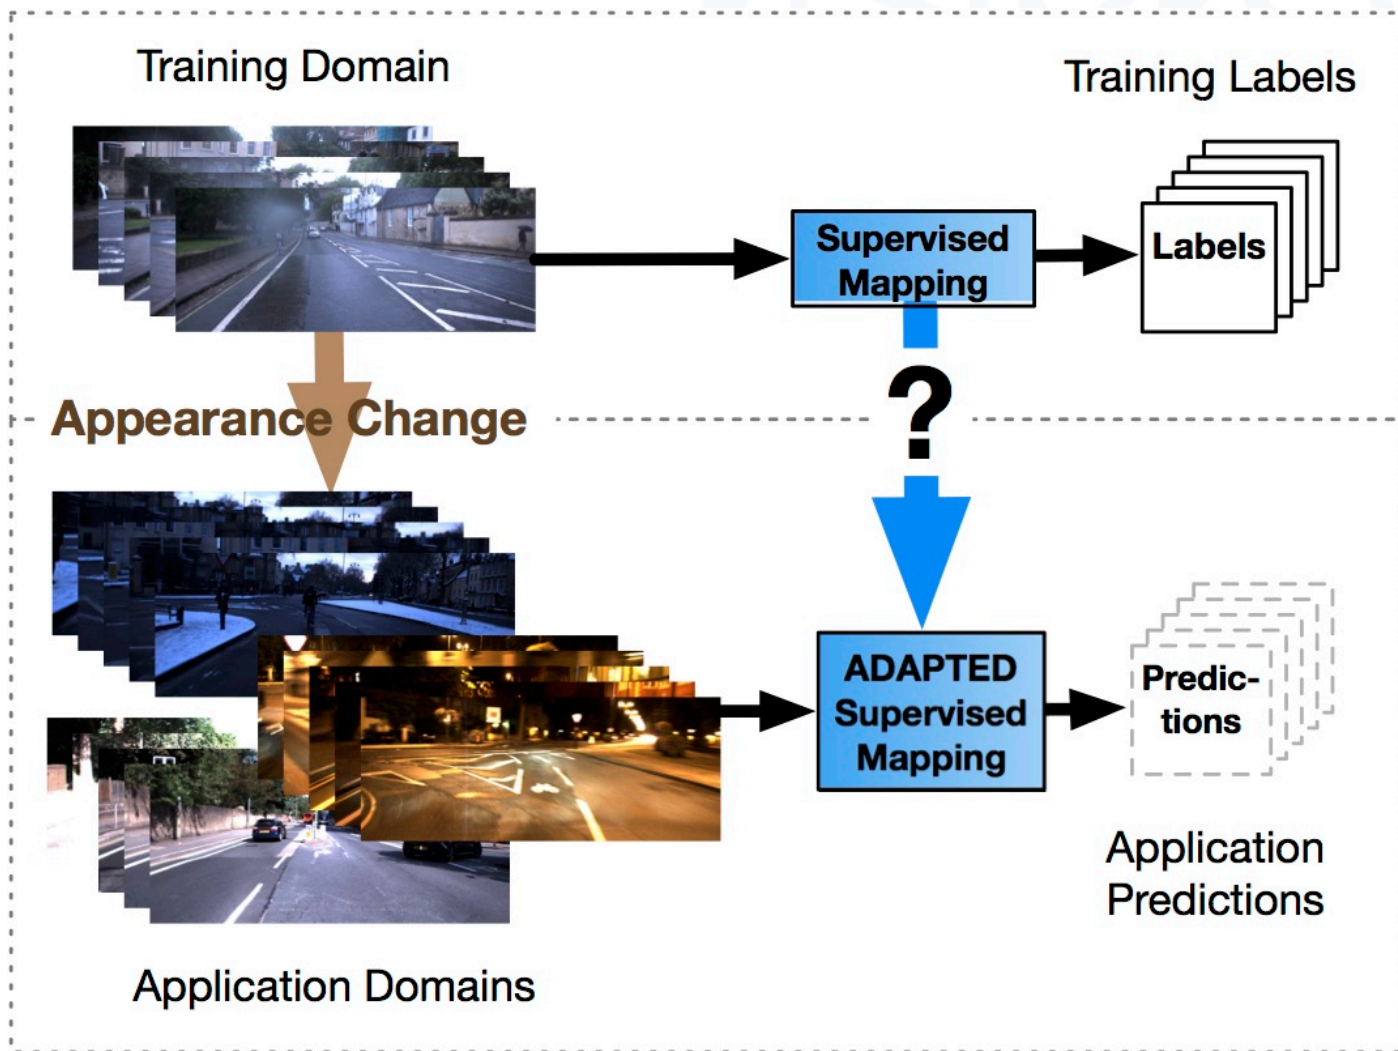 Training Domain
Training Labels
Supervised
Mapping
Labels
?
Appearance Change
ADAPTED
Supervised
Mapping
Predic-
tions
Application
Predictions
Application Domains